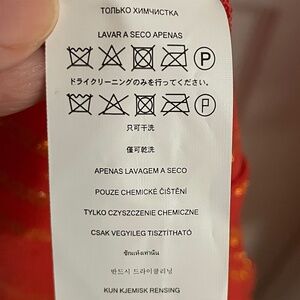 ТОЛЬКО ХИМЧИСТКА
LAVAR A SECO APENAS
P
ドライクリーニングのみを行ってください。
P
只可干洗
僅可乾洗
APENAS LAVAGEM A SECO
POUZE CHEMICKÉ ČIŠTĚNÍ
TYLKO CZYSZCZENIE CHEMICZNE
CSAK VEGYILEG TISZTÍTHATÓ
ซักแห้งเท่านั้น
반드시 드라이클리닝
KUN KJEMISK RENSING